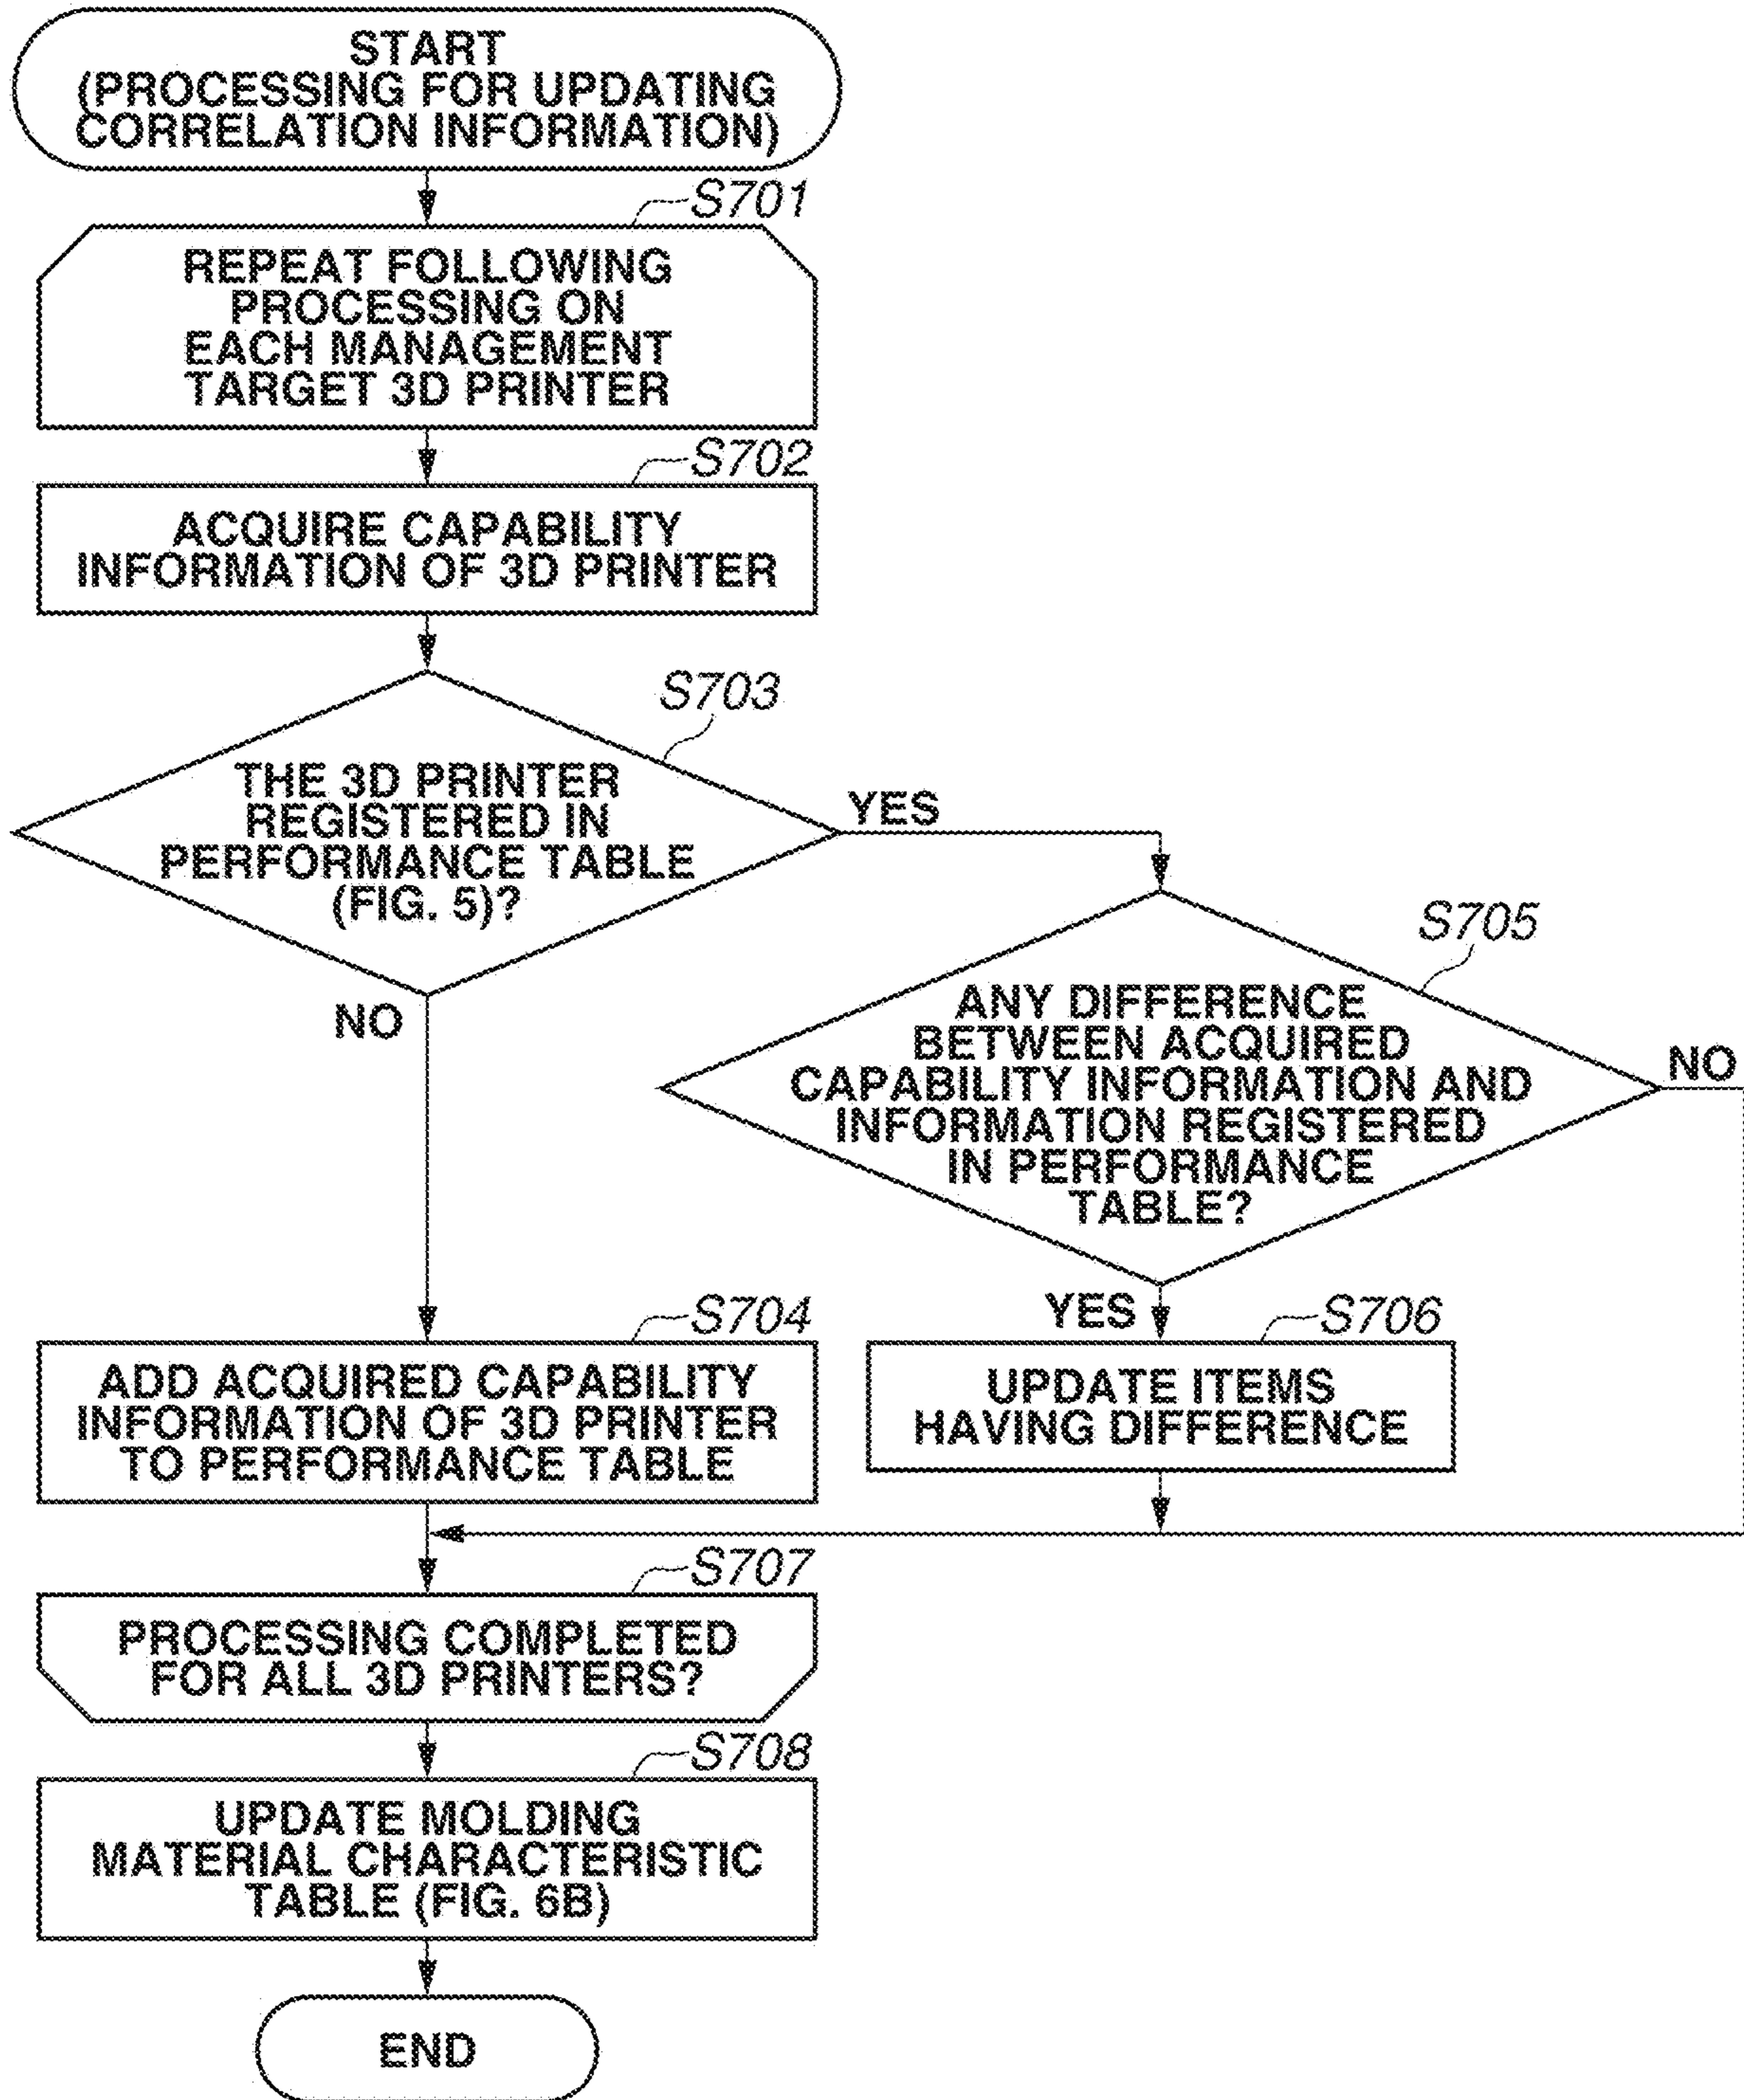 START
(PROCESSING FOR UPDATING
CORRELATION INFORMATION)
S701
REPEAT FOLLOWING
PROCESSING ON
EACH MANAGEMENT
TARGET 3D PRINTER
S702
ACQUIRE CAPABILITY
INFORMATION OF 3D PRINTER
S703
THE 3D PRINTER
REGISTERED IN
PERFORMANCE TABLE
(FIG. 5)?
YES
NO
S705
ANY DIFFERENCE
BETWEEN ACQUIRED
CAPABILITY INFORMATION AND
INFORMATION REGISTERED
IN PERFORMANCE
TABLE?
NO
YES
S704
ADD ACQUIRED CAPABILITY
INFORMATION OF 3D PRINTER
TO PERFORMANCE TABLE
S706
UPDATE ITEMS
HAVING DIFFERENCE
S707
PROCESSING COMPLETED
FOR ALL 3D PRINTERS?
S708
UPDATE MOLDING
MATERIAL CHARACTERISTIC
TABLE (FIG. 6B)
END